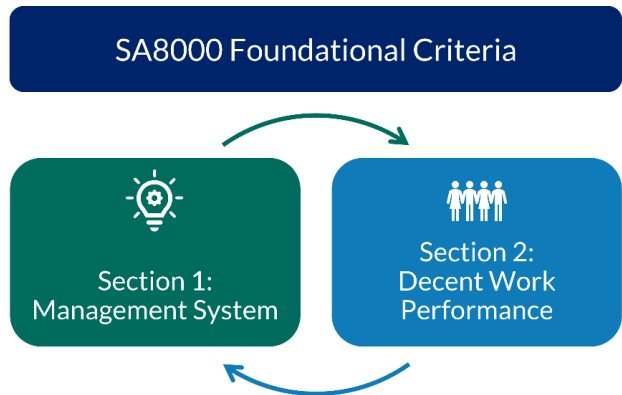 SA8000 Foundational Criteria
Section 1:
Management System
Section 2:
Decent Work
Performance